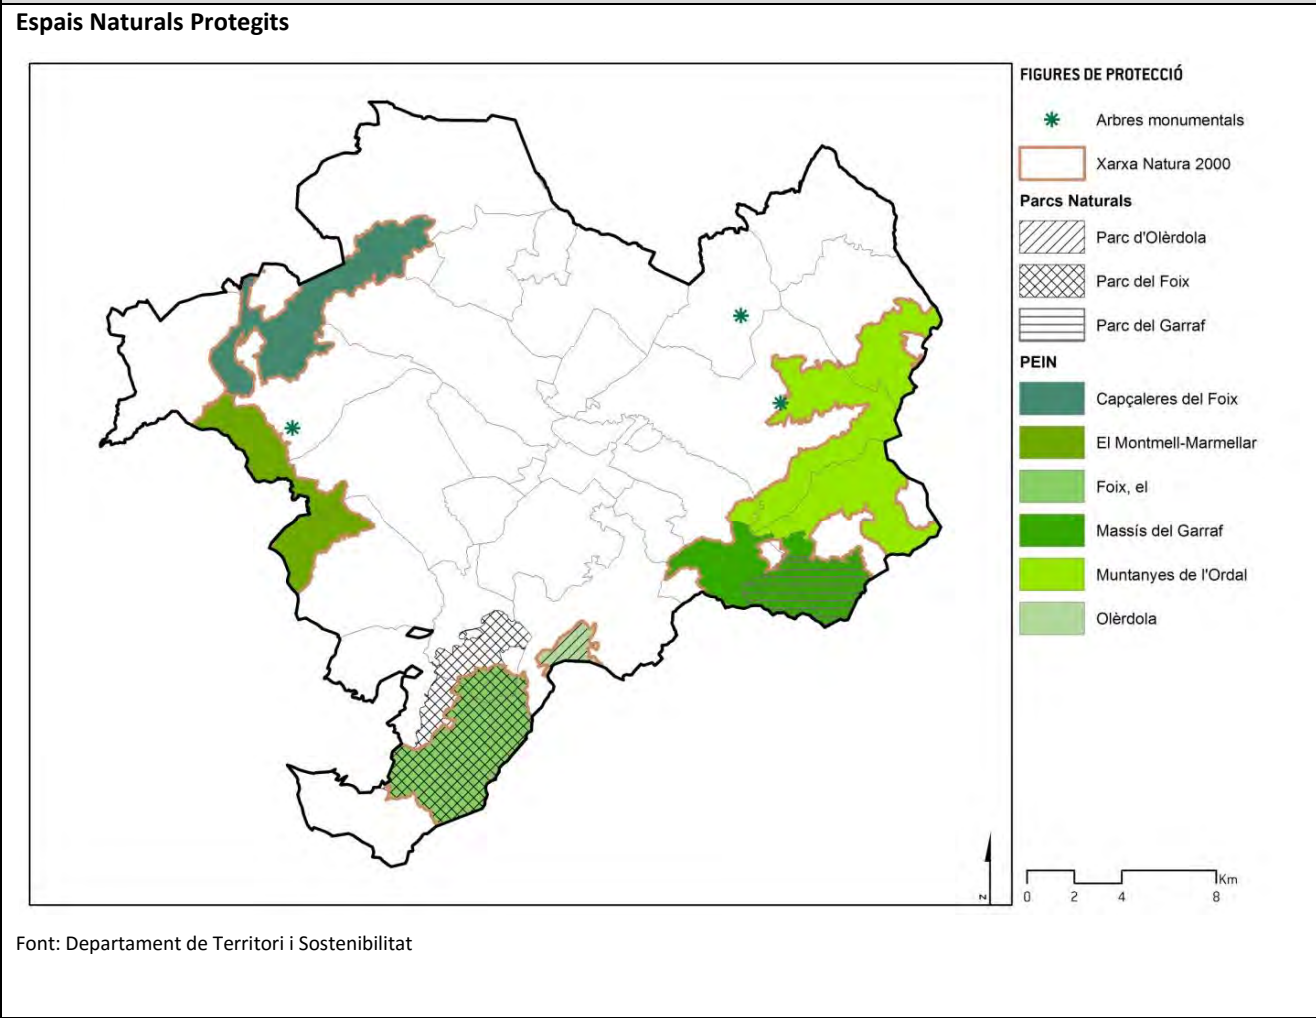 Espais Naturals Protegits
FIGURES DE PROTECCIÓ
Arbres monumentals
Xarxa Natura 2000
Parcs Naturals
Parc d'Olèrdola
Parc del Foix
Parc del Garraf
PEIN
Capçaleres del Foix
El Montmell-Marmellar
Foix, el
Massís del Garraf
Muntanyes de l'Ordal
Olèrdola
N
Km
0 2 4 8
Font: Departament de Territori i Sostenibilitat